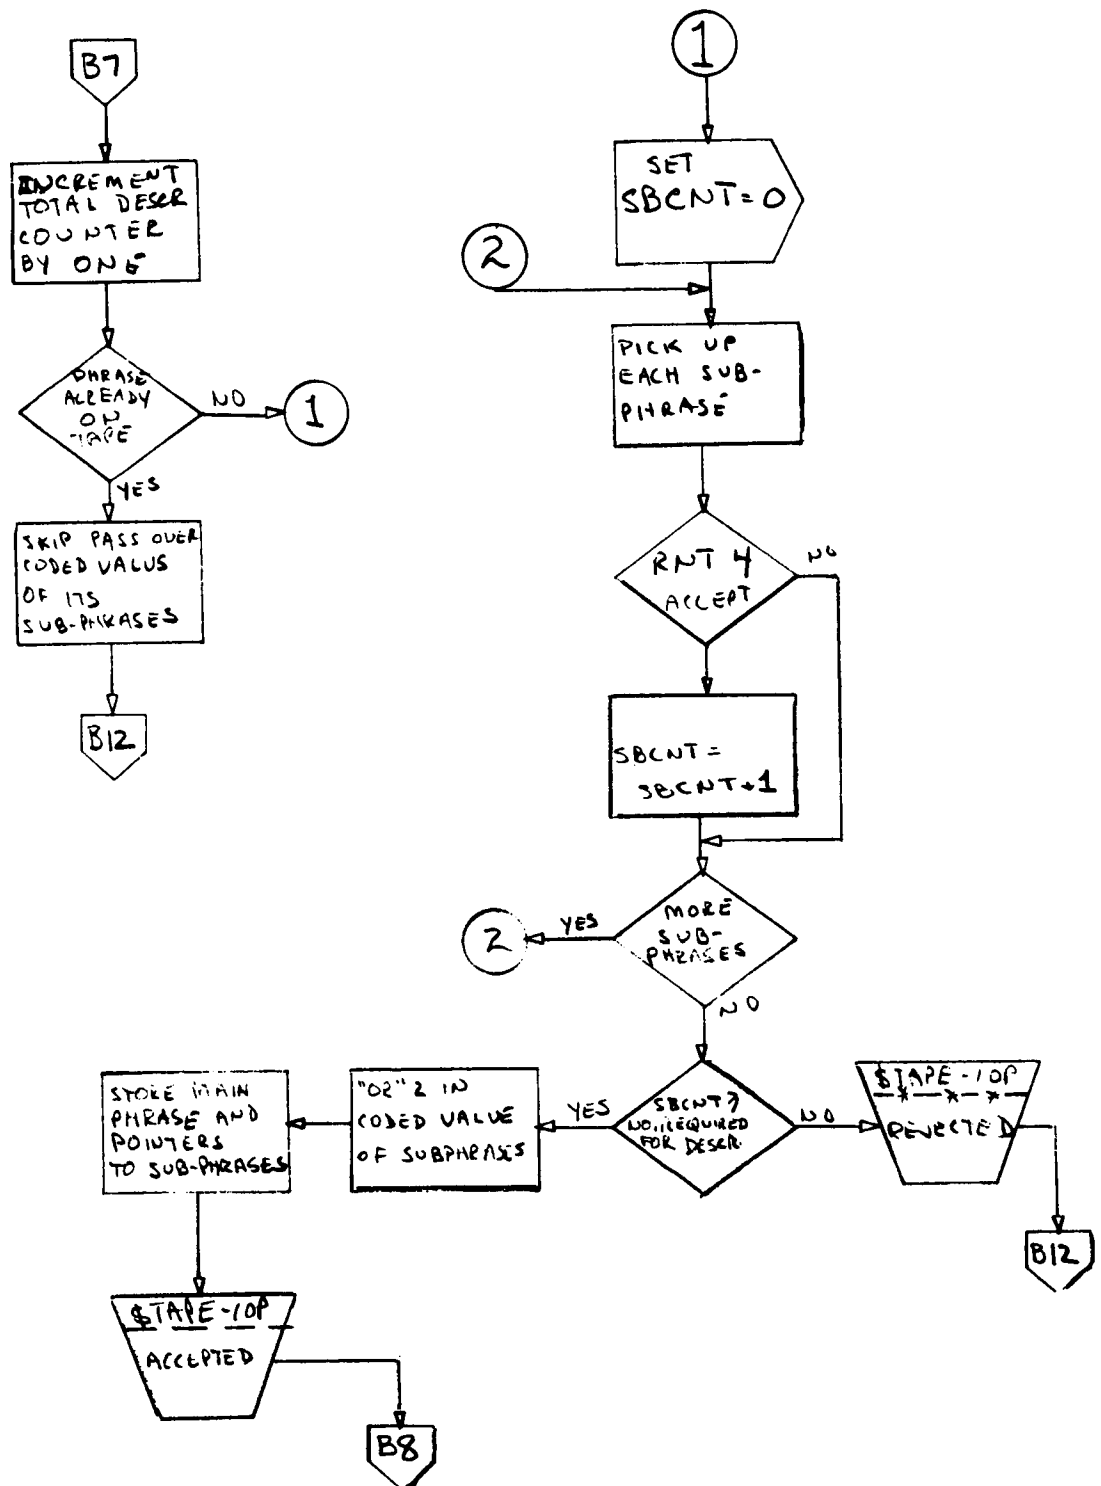 B7
INCREMENT
TOTAL DESCR
COUNTER
BY ONE
PHRASE
ALREADY
ON
TAPE
NO
1
YES
SKIP PASS OVER
CODED VALUS
OF ITS
SUB-PHRASES
B12
1
SET
SBCNT = 0
2
PICK UP
EACH SUB-
PHRASE
RNT 4
ACCEPT
NO
SBCNT =
SBCNT+1
MORE
SUB-
PHRASES
YES
2
NO
SBCNT ≥
NO. REQUIRED
FOR DESCR.
YES
"OR" 2 IN
CODED VALUE
OF SUBPHRASES
STORE MAIN
PHRASE AND
POINTERS
TO SUB-PHRASES
$TAPE-IOP
ACCEPTED
B8
NO
$TAPE-IOP
REJECTED
B12